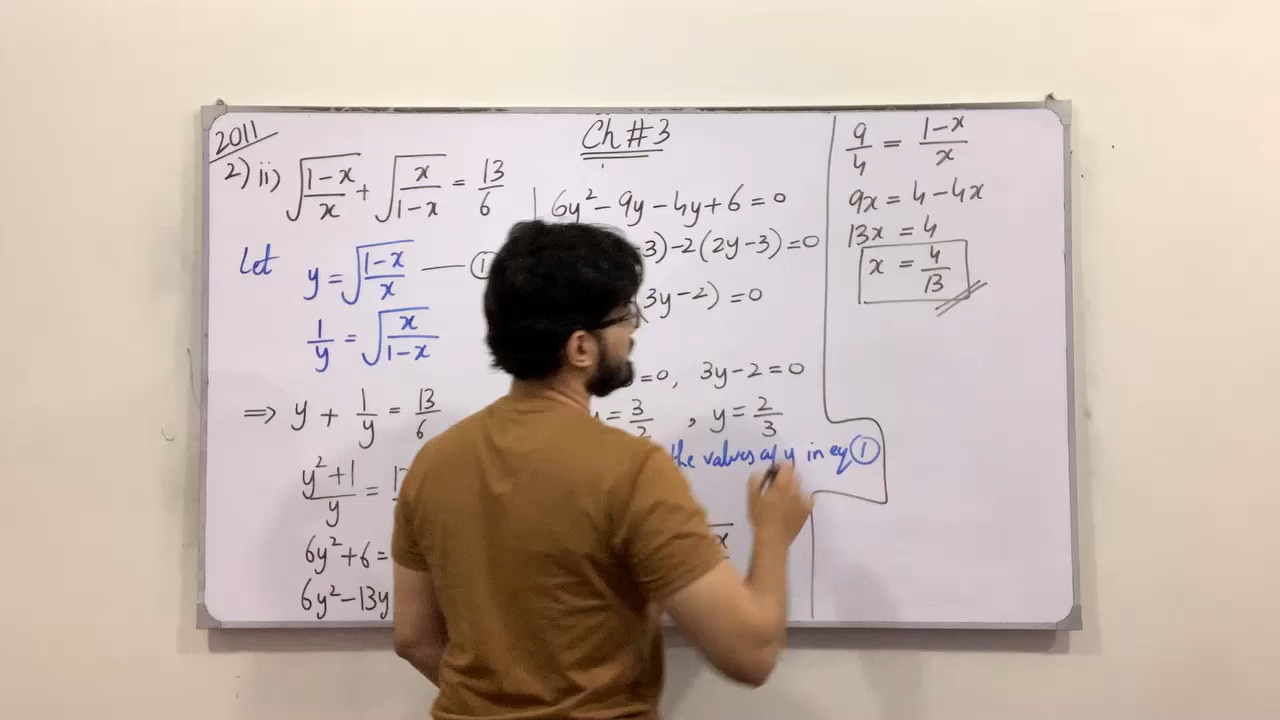 2011
Ch # 3
2) ii) √((1-x)/x) + √(x/(1-x)) = 13/6
Let y = √((1-x)/x) —— ①
1/y = √(x/(1-x))
⇒ y + 1/y = 13/6
(y²+1)/y =
6y²+6=
6y²-13y
6y² - 9y - 4y + 6 = 0
3) - 2(2y-3) = 0
(3y-2) = 0
=0, 3y-2=0
= 3/2, y = 2/3
the values of y in eq ①
x
9/4 = (1-x)/x
9x = 4-4x
13x = 4
x = 4/13